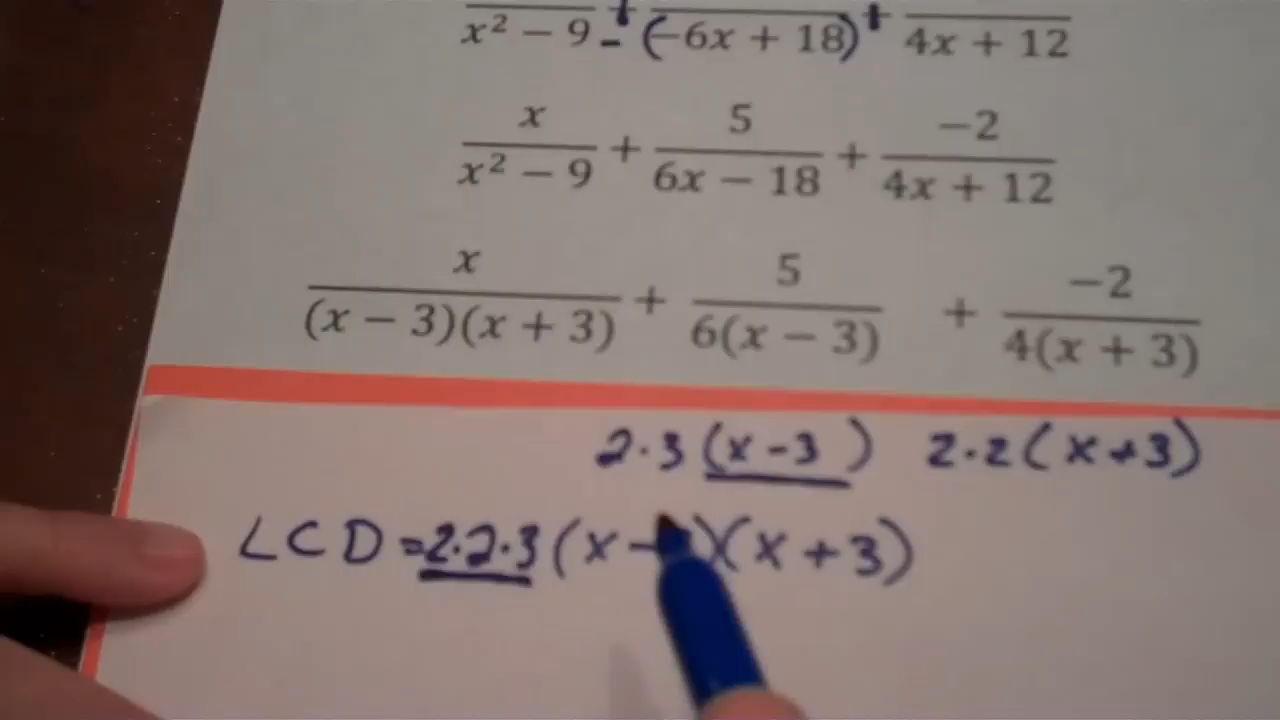 x² − 9 - (−6x + 18) + 4x + 12
x/(x² − 9) + 5/(6x − 18) + −2/(4x + 12)
x/((x − 3)(x + 3)) + 5/(6(x − 3)) + −2/(4(x + 3))
2·3(x-3) 2·2(x+3)
LCD=2·2·3(x- )(x+3)